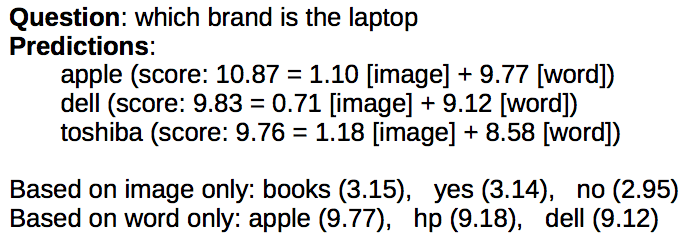 Question: which brand is the laptop
Predictions:
apple (score: 10.87 = 1.10 [image] + 9.77 [word])
dell (score: 9.83 = 0.71 [image] + 9.12 [word])
toshiba (score: 9.76 = 1.18 [image] + 8.58 [word])
Based on image only: books (3.15), yes (3.14), no (2.95)
Based on word only: apple (9.77), hp (9.18), dell (9.12)